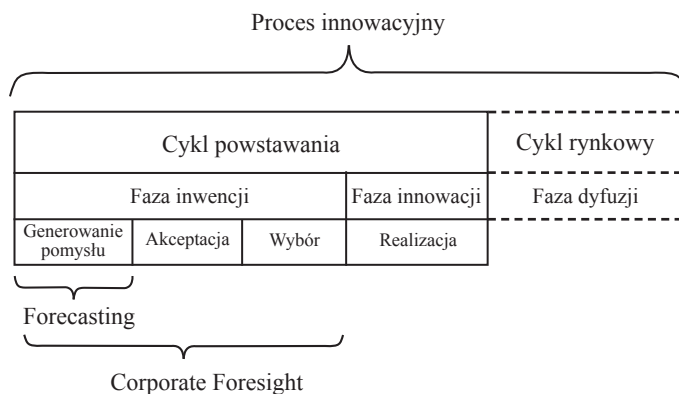 Proces innowacyjny
Cykl powstawania
Cykl rynkowy
Faza inwencji
Faza innowacji
Faza dyfuzji
Generowanie
pomysłu
Akceptacja
Wybór
Realizacja
Forecasting
Corporate Foresight